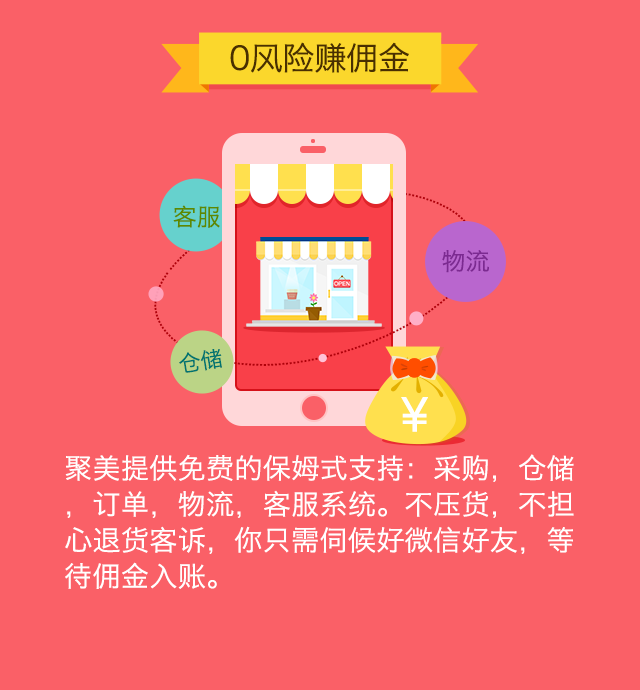 0风险赚佣金
客服
物流
OPEN
仓储
¥
聚美提供免费的保姆式支持：采购，仓储
，订单，物流，客服系统。不压货，不担
心退货客诉，你只需伺候好微信好友，等
待佣金入账。